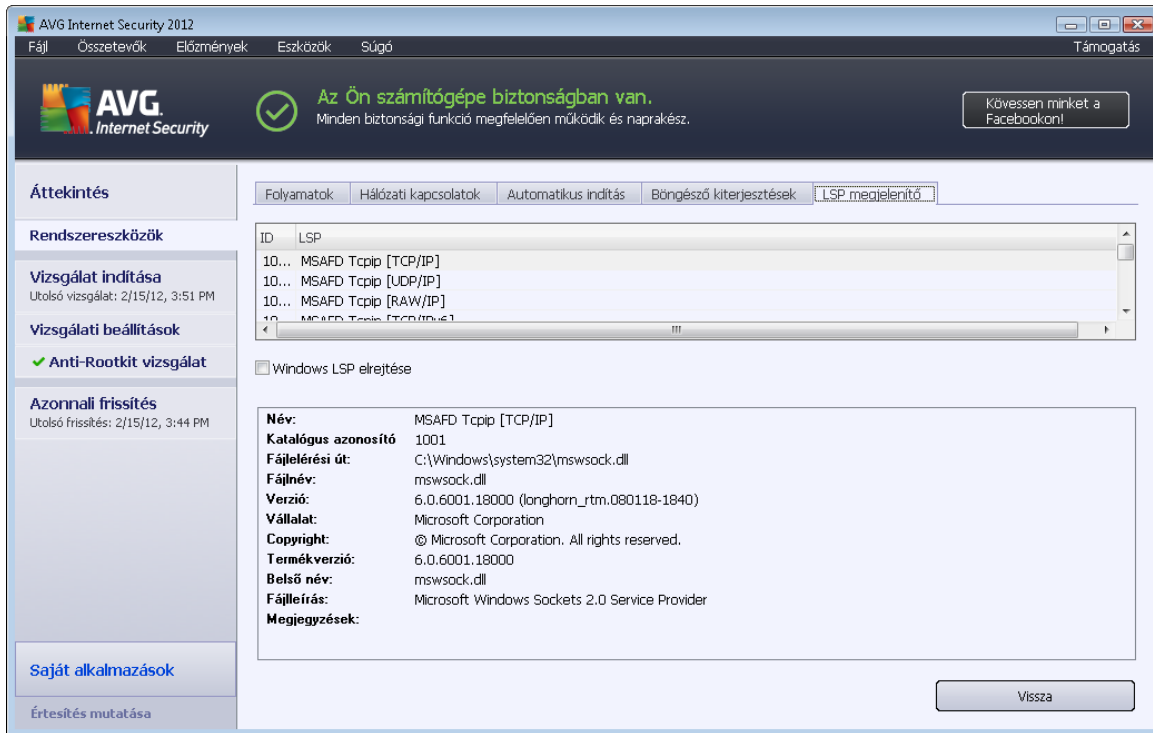 AVG Internet Security 2012
Fájl Összetevők Előzmények Eszközök Súgó Támogatás
AVG.
Internet Security
Az Ön számítógépe biztonságban van.
Minden biztonsági funkció megfelelően működik és naprakész.
Kövessen minket a
Facebookon!
Áttekintés
Rendszereszközök
Vizsgálat indítása
Utolsó vizsgálat: 2/15/12, 3:51 PM
Vizsgálati beállítások
Anti-Rootkit vizsgálat
Azonnali frissítés
Utolsó frissítés: 2/15/12, 3:44 PM
Saját alkalmazások
Értesítés mutatása
Folyamatok Hálózati kapcsolatok Automatikus indítás Böngésző kiterjesztések LSP megjelenítő
ID LSP
10... MSAFD Tcpip [TCP/IP]
10... MSAFD Tcpip [UDP/IP]
10... MSAFD Tcpip [RAW/IP]
10... MSAFD Tcpip [TCP/IPv6]
Windows LSP elrejtése
Név: MSAFD Tcpip [TCP/IP]
Katalógus azonosító 1001
Fájlelérési út: C:\Windows\system32\mswsock.dll
Fájlnév: mswsock.dll
Verzió: 6.0.6001.18000 (longhorn_rtm.080118-1840)
Vállalat: Microsoft Corporation
Copyright: © Microsoft Corporation. All rights reserved.
Termékverzió: 6.0.6001.18000
Belső név: mswsock.dll
Fájlleírás: Microsoft Windows Sockets 2.0 Service Provider
Megjegyzések:
Vissza